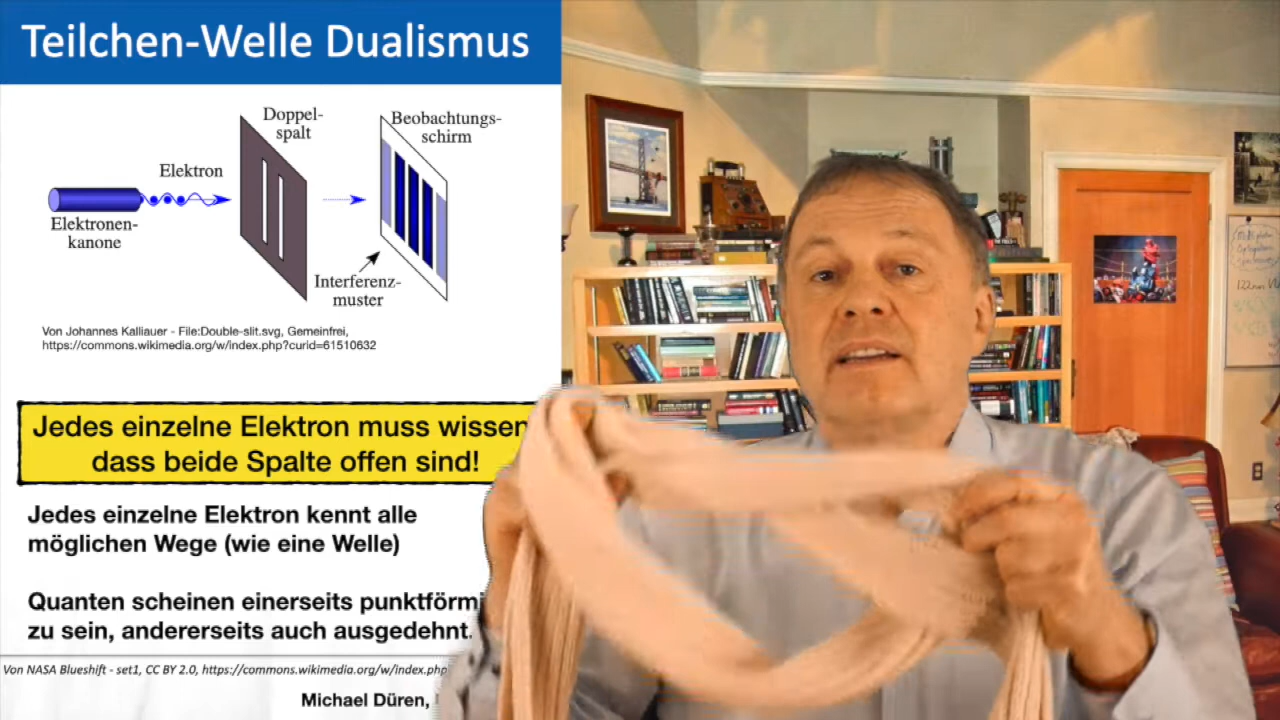 Teilchen-Welle Dualismus
Doppel-
spalt
Beobachtungs-
schirm
Elektron
Elektronen-
kanone
Interferenz-
muster
Von Johannes Kalliauer - File:Double-slit.svg, Gemeinfrei,
https://commons.wikimedia.org/w/index.php?curid=61510632
Jedes einzelne Elektron muss wissen
dass beide Spalte offen sind!
Jedes einzelne Elektron kennt alle
möglichen Wege (wie eine Welle)
Quanten scheinen einerseits punktförmi
zu sein, andererseits auch ausgedehnt.
Von NASA Blueshift - set1, CC BY 2.0, https://commons.wikimedia.org/w/index.php
Michael Düren,